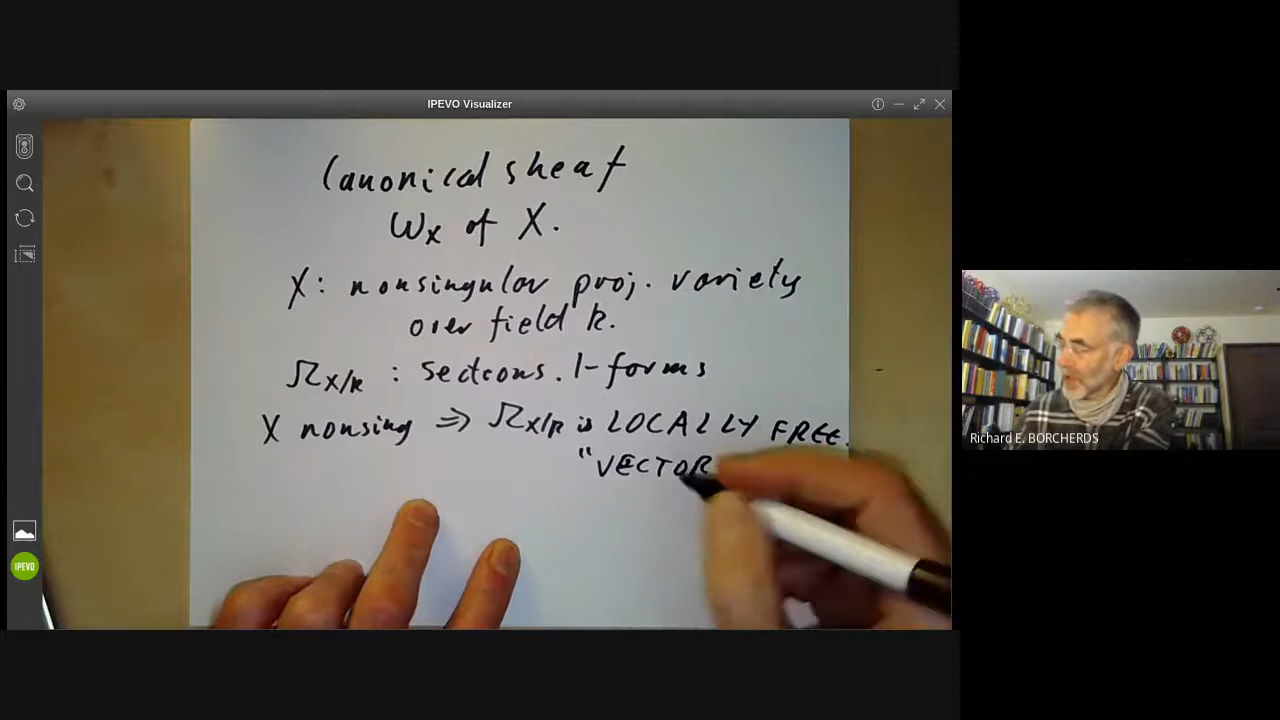 IPEVO Visualizer
Canonical sheaf
ωx of X.
X: nonsingular proj. variety
over field k.
Ωx/k : sections. 1-forms
X nonsing ⇒ Ωx/k is LOCALLY FREE.
"VECTOR
Richard E. BORCHERDS
IPEVO